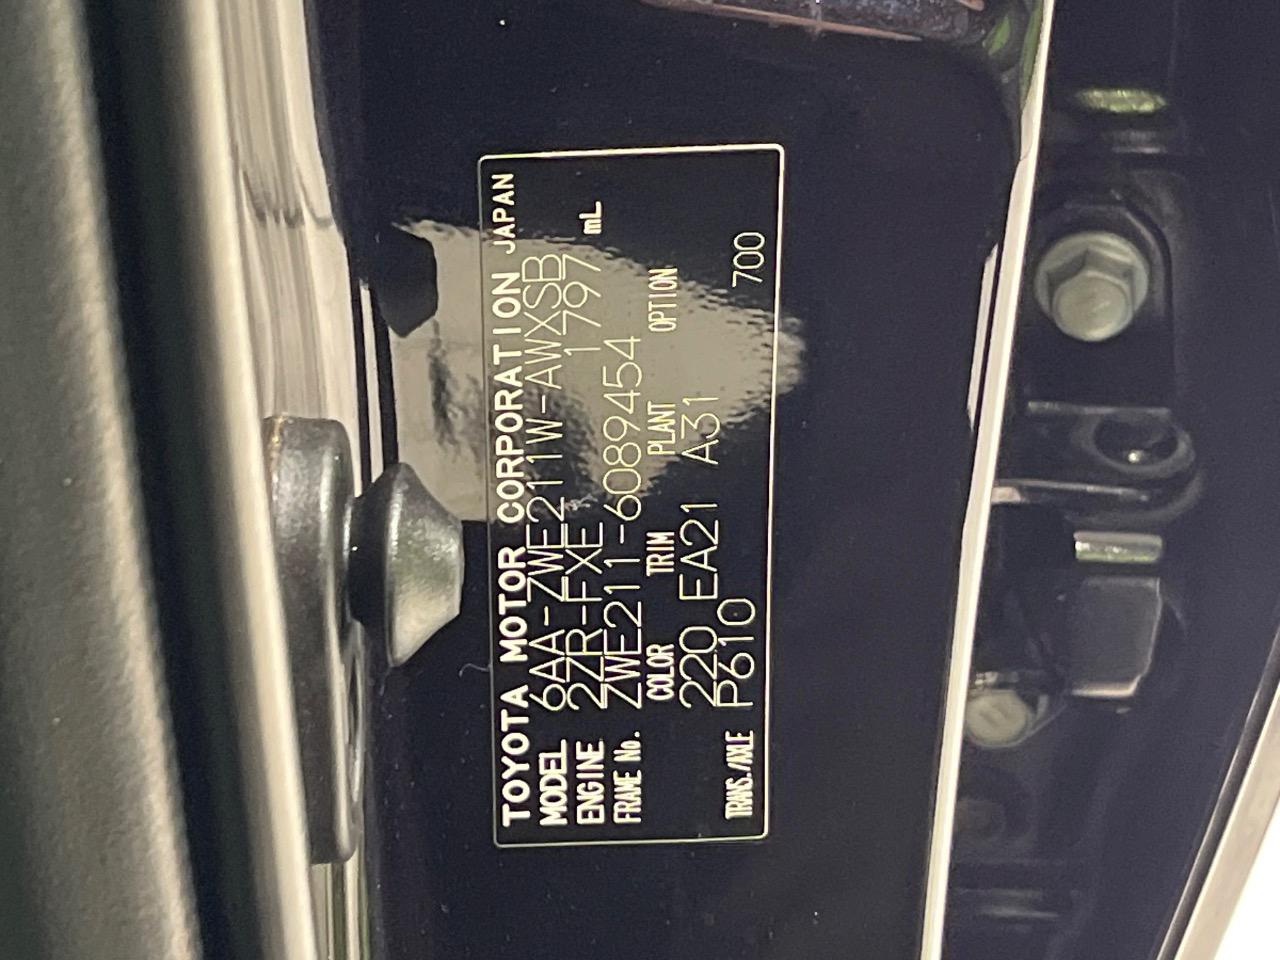 TOYOTA MOTOR CORPORATION JAPAN
MODEL 6AA-ZWE211W-AWXSB
ENGINE 2ZR-FXE 1797 mL
FRAME No. ZWE211-6089454
COLOR TRIM PLANT OPTION
220 EA21 A31
TRANS./AXLE P610 700